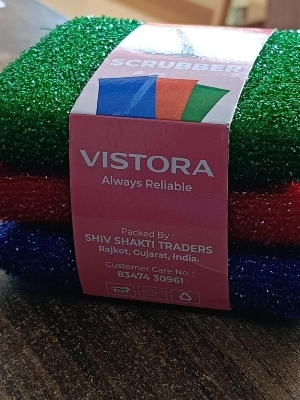 SCRUBBER
VISTORA
Always Reliable
Packed By :
SHIV SHAKTI TRADERS
Rajkot, Gujarat, India.
Customer Care No.:
83474 30961